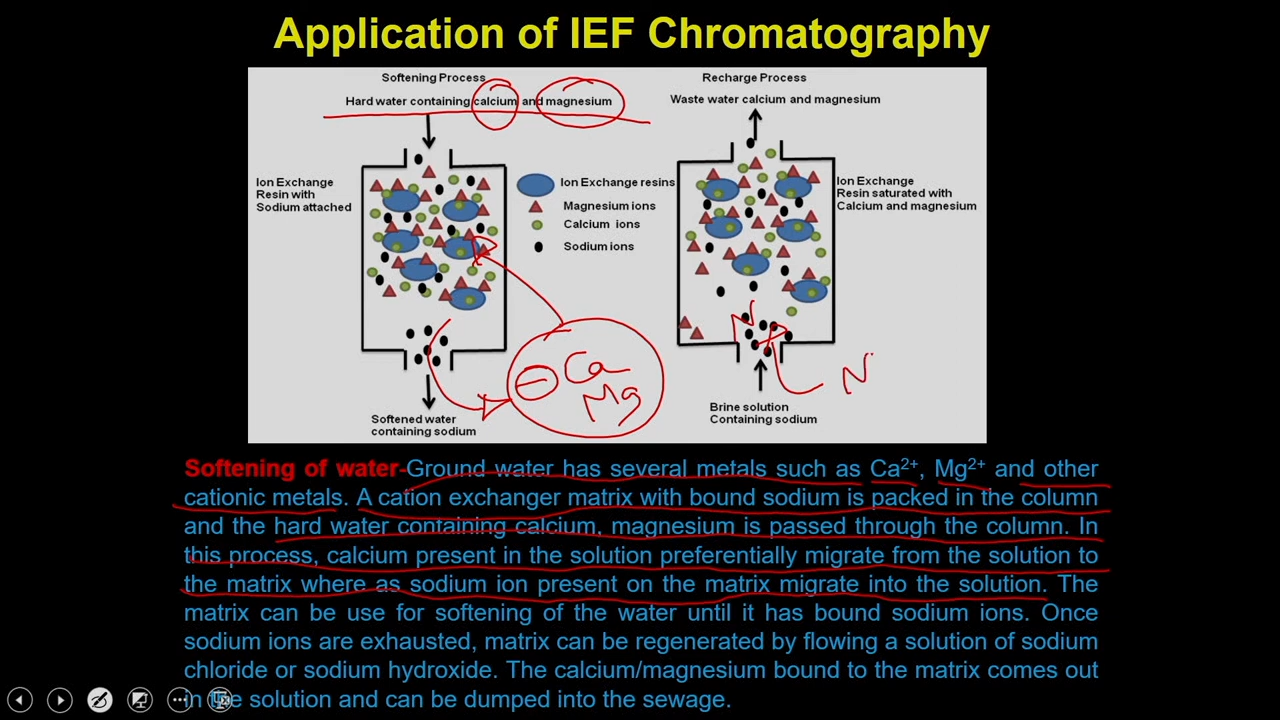 Application of IEF Chromatography
Softening Process
Hard water containing calcium and magnesium
Recharge Process
Waste water calcium and magnesium
Ion Exchange
Resin with
Sodium attached
Ion Exchange resins
Magnesium ions
Calcium ions
Sodium ions
Ion Exchange
Resin saturated with
Calcium and magnesium
Ca
Mg
N
Softened water
containing sodium
Brine solution
Containing sodium
Softening of water-Ground water has several metals such as Ca²⁺, Mg²⁺ and other
cationic metals. A cation exchanger matrix with bound sodium is packed in the column
and the hard water containing calcium, magnesium is passed through the column. In
this process, calcium present in the solution preferentially migrate from the solution to
the matrix where as sodium ion present on the matrix migrate into the solution. The
matrix can be use for softening of the water until it has bound sodium ions. Once
sodium ions are exhausted, matrix can be regenerated by flowing a solution of sodium
chloride or sodium hydroxide. The calcium/magnesium bound to the matrix comes out
in the solution and can be dumped into the sewage.